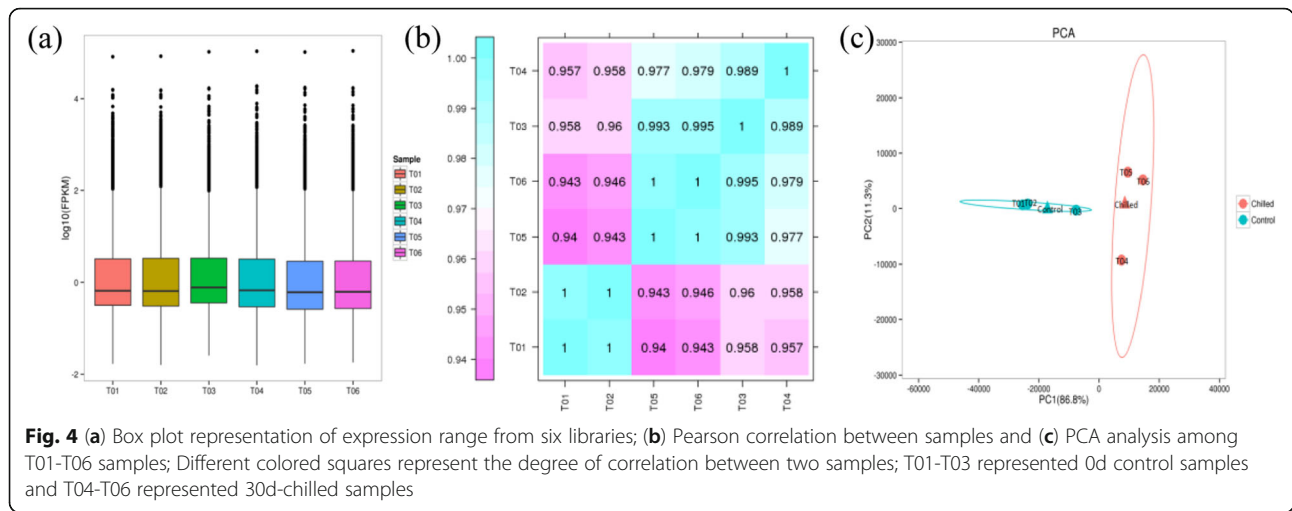 (a)
4
2
0
-2
log10(FPKM)
T01 T02 T03 T04 T05 T06
Sample
T01
T02
T03
T04
T05
T06
(b)
1.00
0.99
0.98
0.97
0.96
0.95
0.94
T04 0.957 0.958 0.977 0.979 0.989 1
T03 0.958 0.96 0.993 0.995 1 0.989
T06 0.943 0.946 1 1 0.995 0.979
T05 0.94 0.943 1 1 0.993 0.977
T02 1 1 0.943 0.946 0.96 0.958
T01 1 1 0.94 0.943 0.958 0.957
T01 T02 T05 T06 T03 T04
(c)
PCA
30000
20000
10000
0
-10000
-20000
-30000
PC2(11.3%)
T05
T06
Chilled
T01 T02 Control T03
T04
-60000 -40000 -20000 0 20000 40000
PC1(86.8%)
Chilled
Control
Fig. 4 (a) Box plot representation of expression range from six libraries; (b) Pearson correlation between samples and (c) PCA analysis among
T01-T06 samples; Different colored squares represent the degree of correlation between two samples; T01-T03 represented 0d control samples
and T04-T06 represented 30d-chilled samples